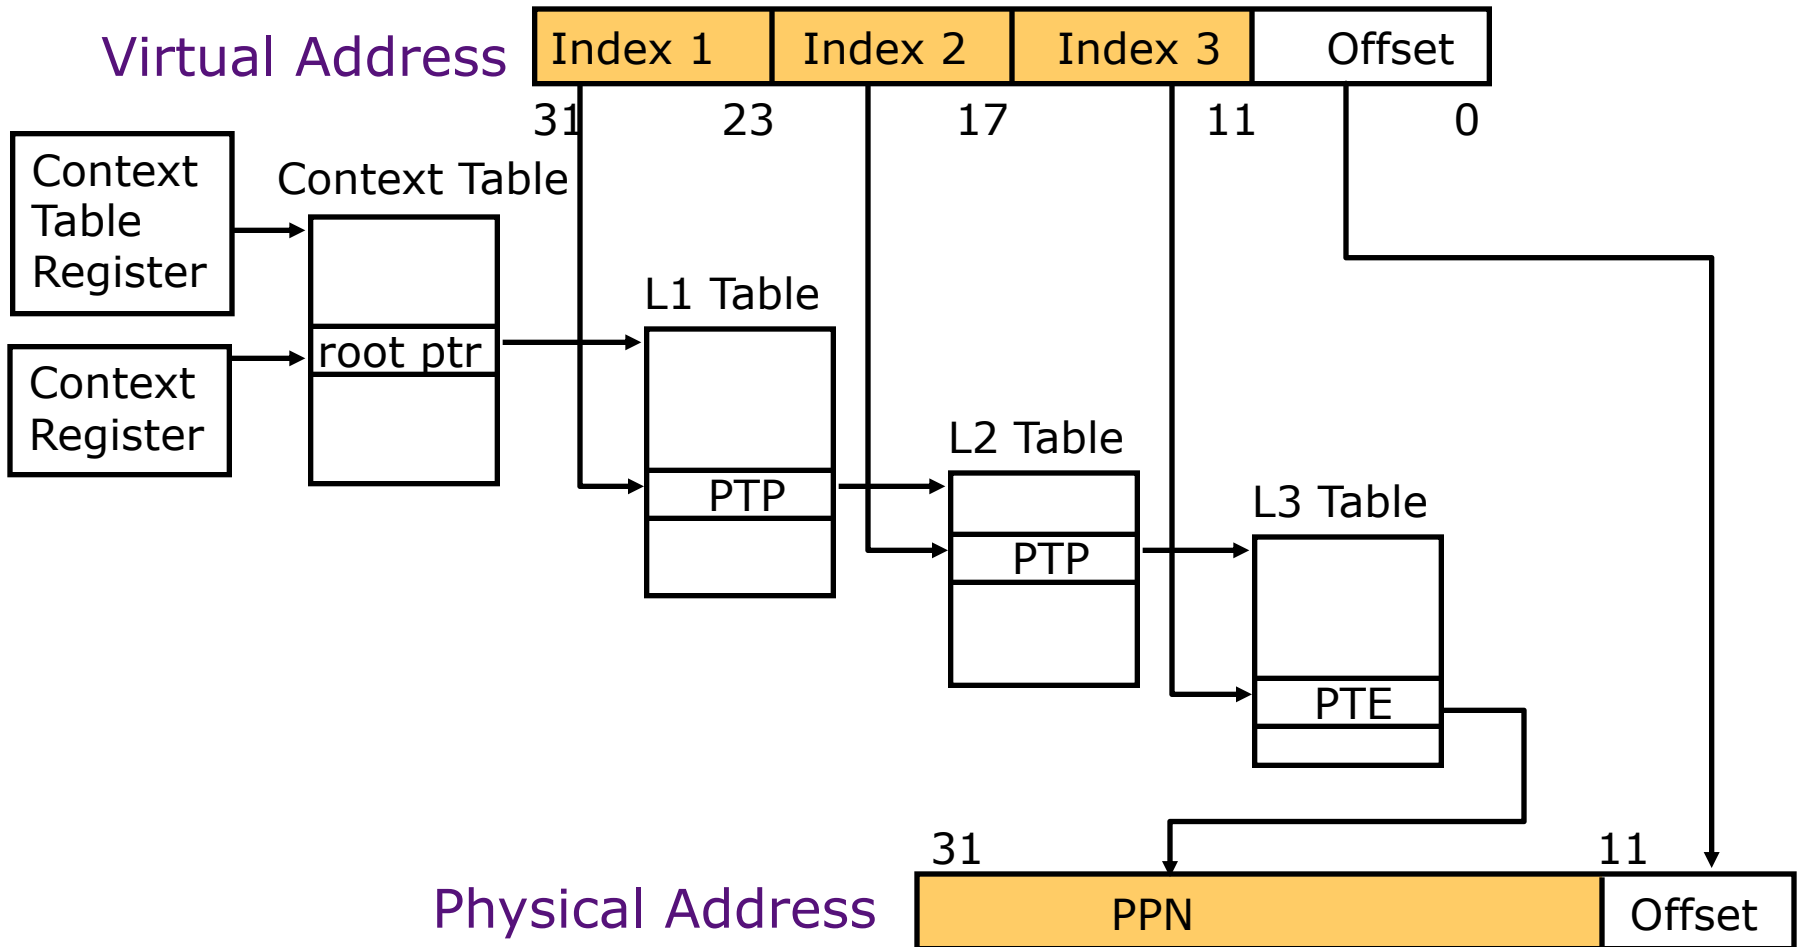 Virtual Address
Index 1
Index 2
Index 3
Offset
31
23
17
11
0
Context
Table
Register
Context Table
root ptr
Context
Register
L1 Table
PTP
L2 Table
PTP
L3 Table
PTE
31
11
Physical Address
PPN
Offset